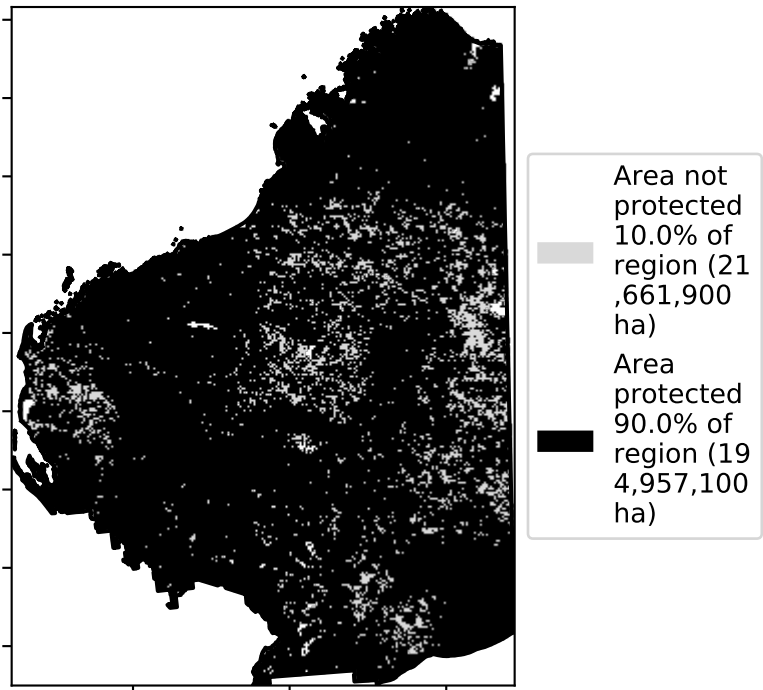 Area not
protected
10.0% of
region (21
,661,900
ha)
Area
protected
90.0% of
region (19
4,957,100
ha)